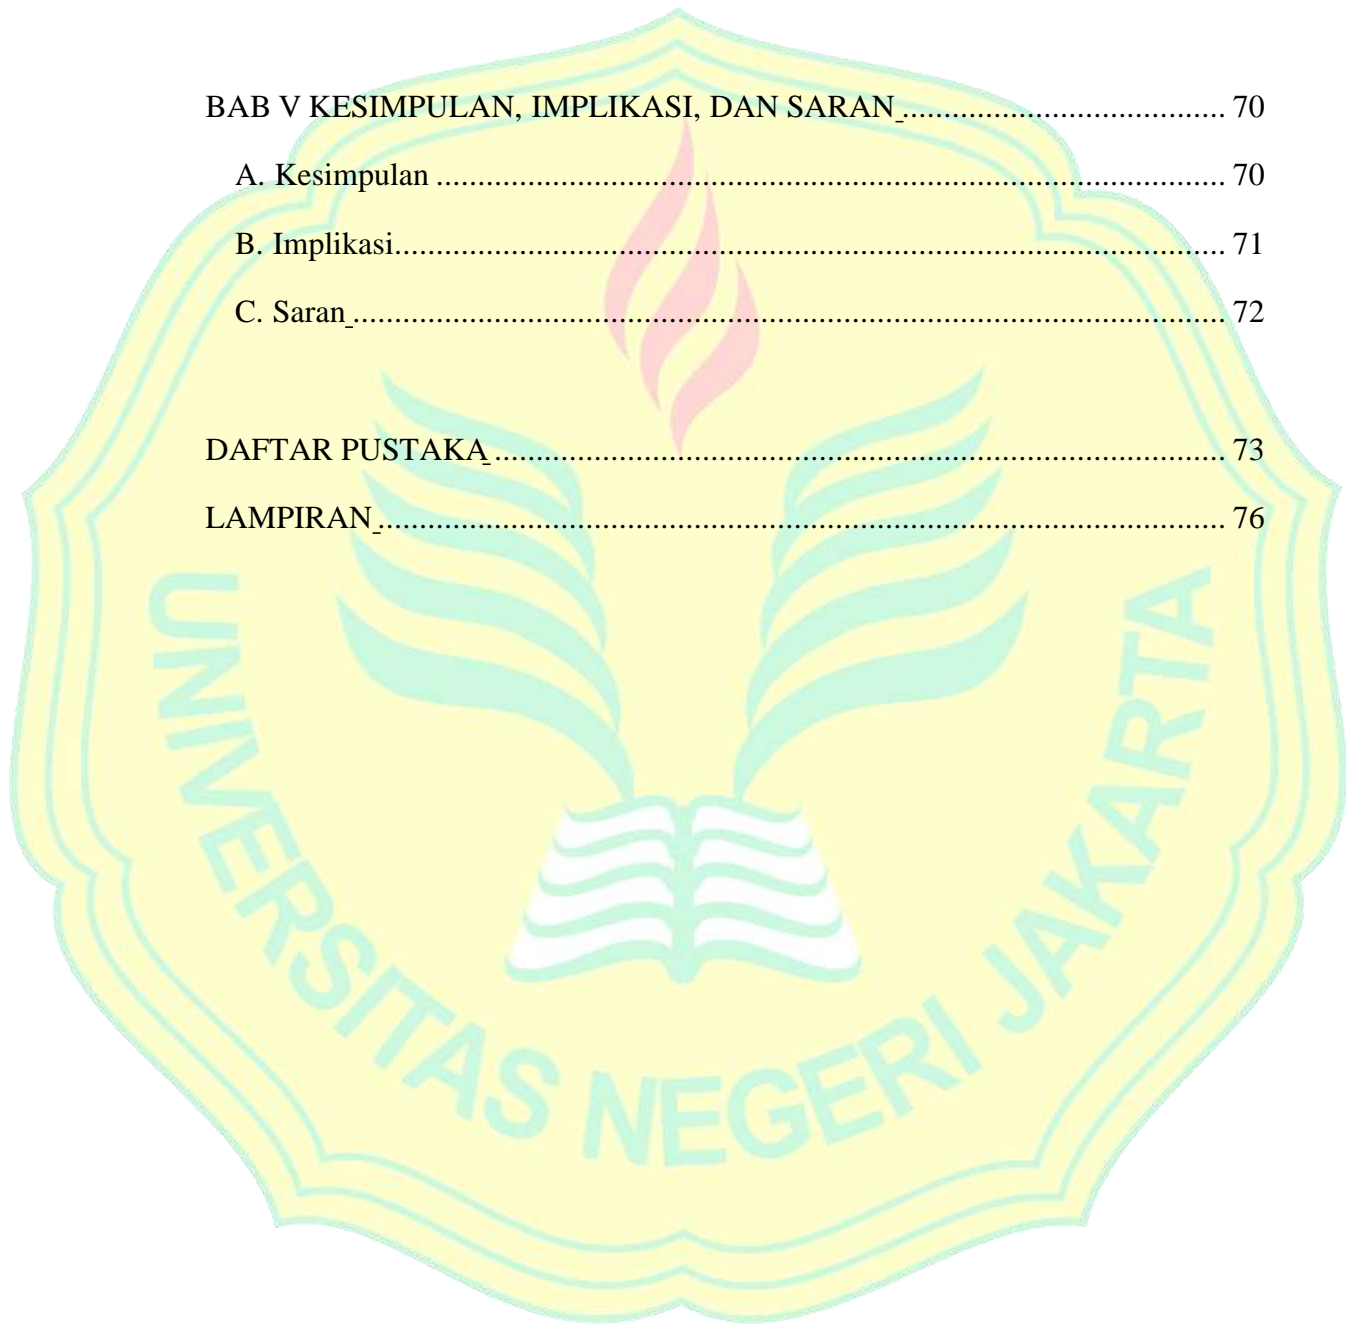 BAB V KESIMPULAN, IMPLIKASI, DAN SARAN ........................................ 70
A. Kesimpulan ................................................................................................ 70
B. Implikasi..................................................................................................... 71
C. Saran .......................................................................................................... 72
DAFTAR PUSTAKA ......................................................................................... 73
LAMPIRAN ....................................................................................................... 76
UNIVERSITAS NEGERI JAKARTA